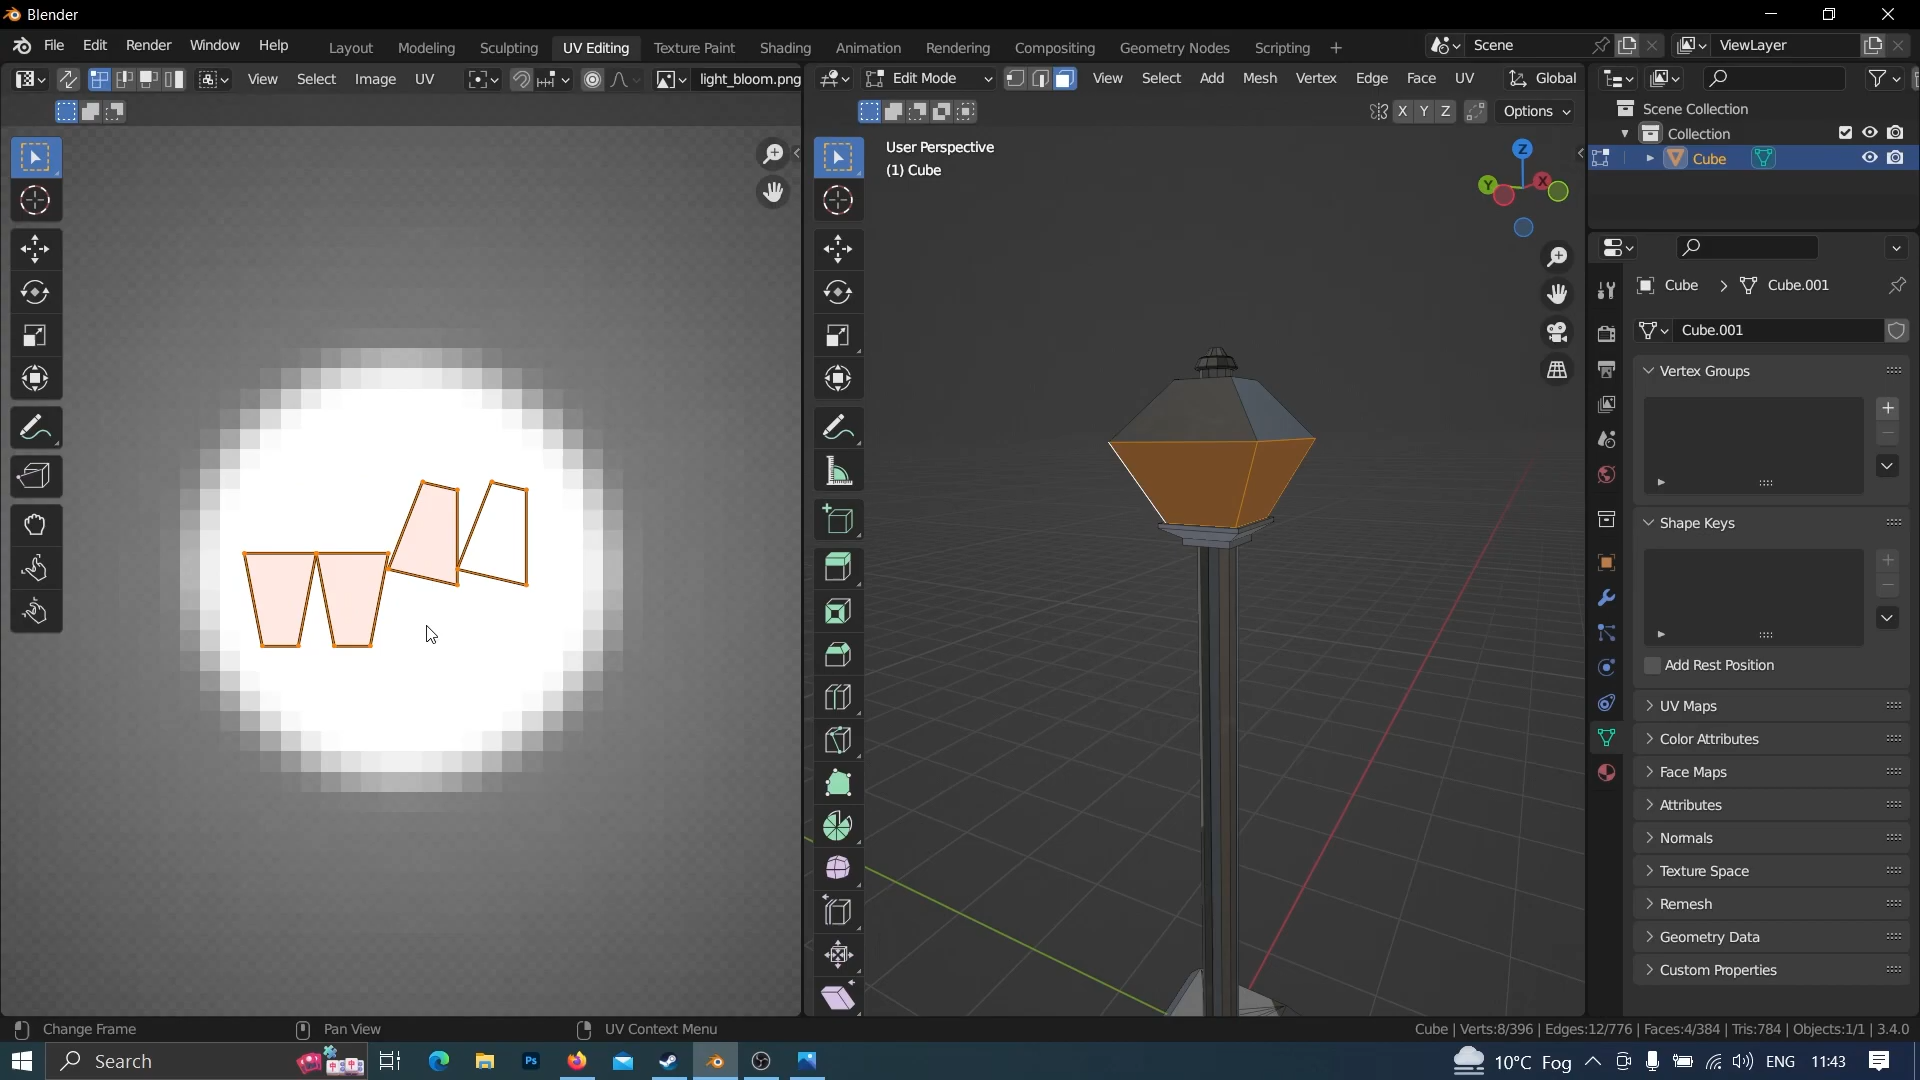 Blender
File Edit Render Window Help Layout Modeling Sculpting UV Editing Texture Paint Shading Animation Rendering Compositing Geometry Nodes Scripting + Scene ViewLayer
View Select Image UV light_bloom.png Edit Mode View Select Add Mesh Vertex Edge Face UV Global
X Y Z Options
Scene Collection
Collection
Cube
User Perspective
(1) Cube
Z
Y
X
Cube > Cube.001
Cube.001
Vertex Groups
Shape Keys
Add Rest Position
UV Maps
Color Attributes
Face Maps
Attributes
Normals
Texture Space
Remesh
Geometry Data
Custom Properties
Change Frame Pan View UV Context Menu Cube | Verts:8/396 | Edges:12/776 | Faces:4/384 | Tris:784 | Objects:1/1 | 3.4.0
Search Ps 10°C Fog ENG 11:43